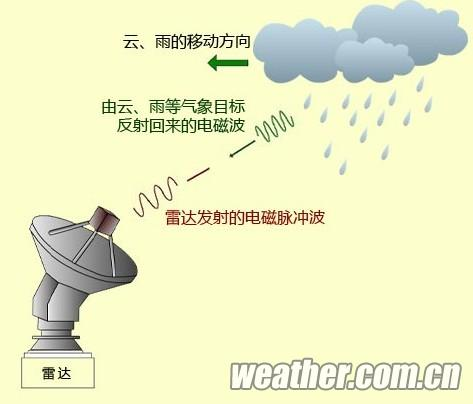 云、雨的移动方向
由云、雨等气象目标
反射回来的电磁波
雷达发射的电磁脉冲波
雷达
weather.com.cn